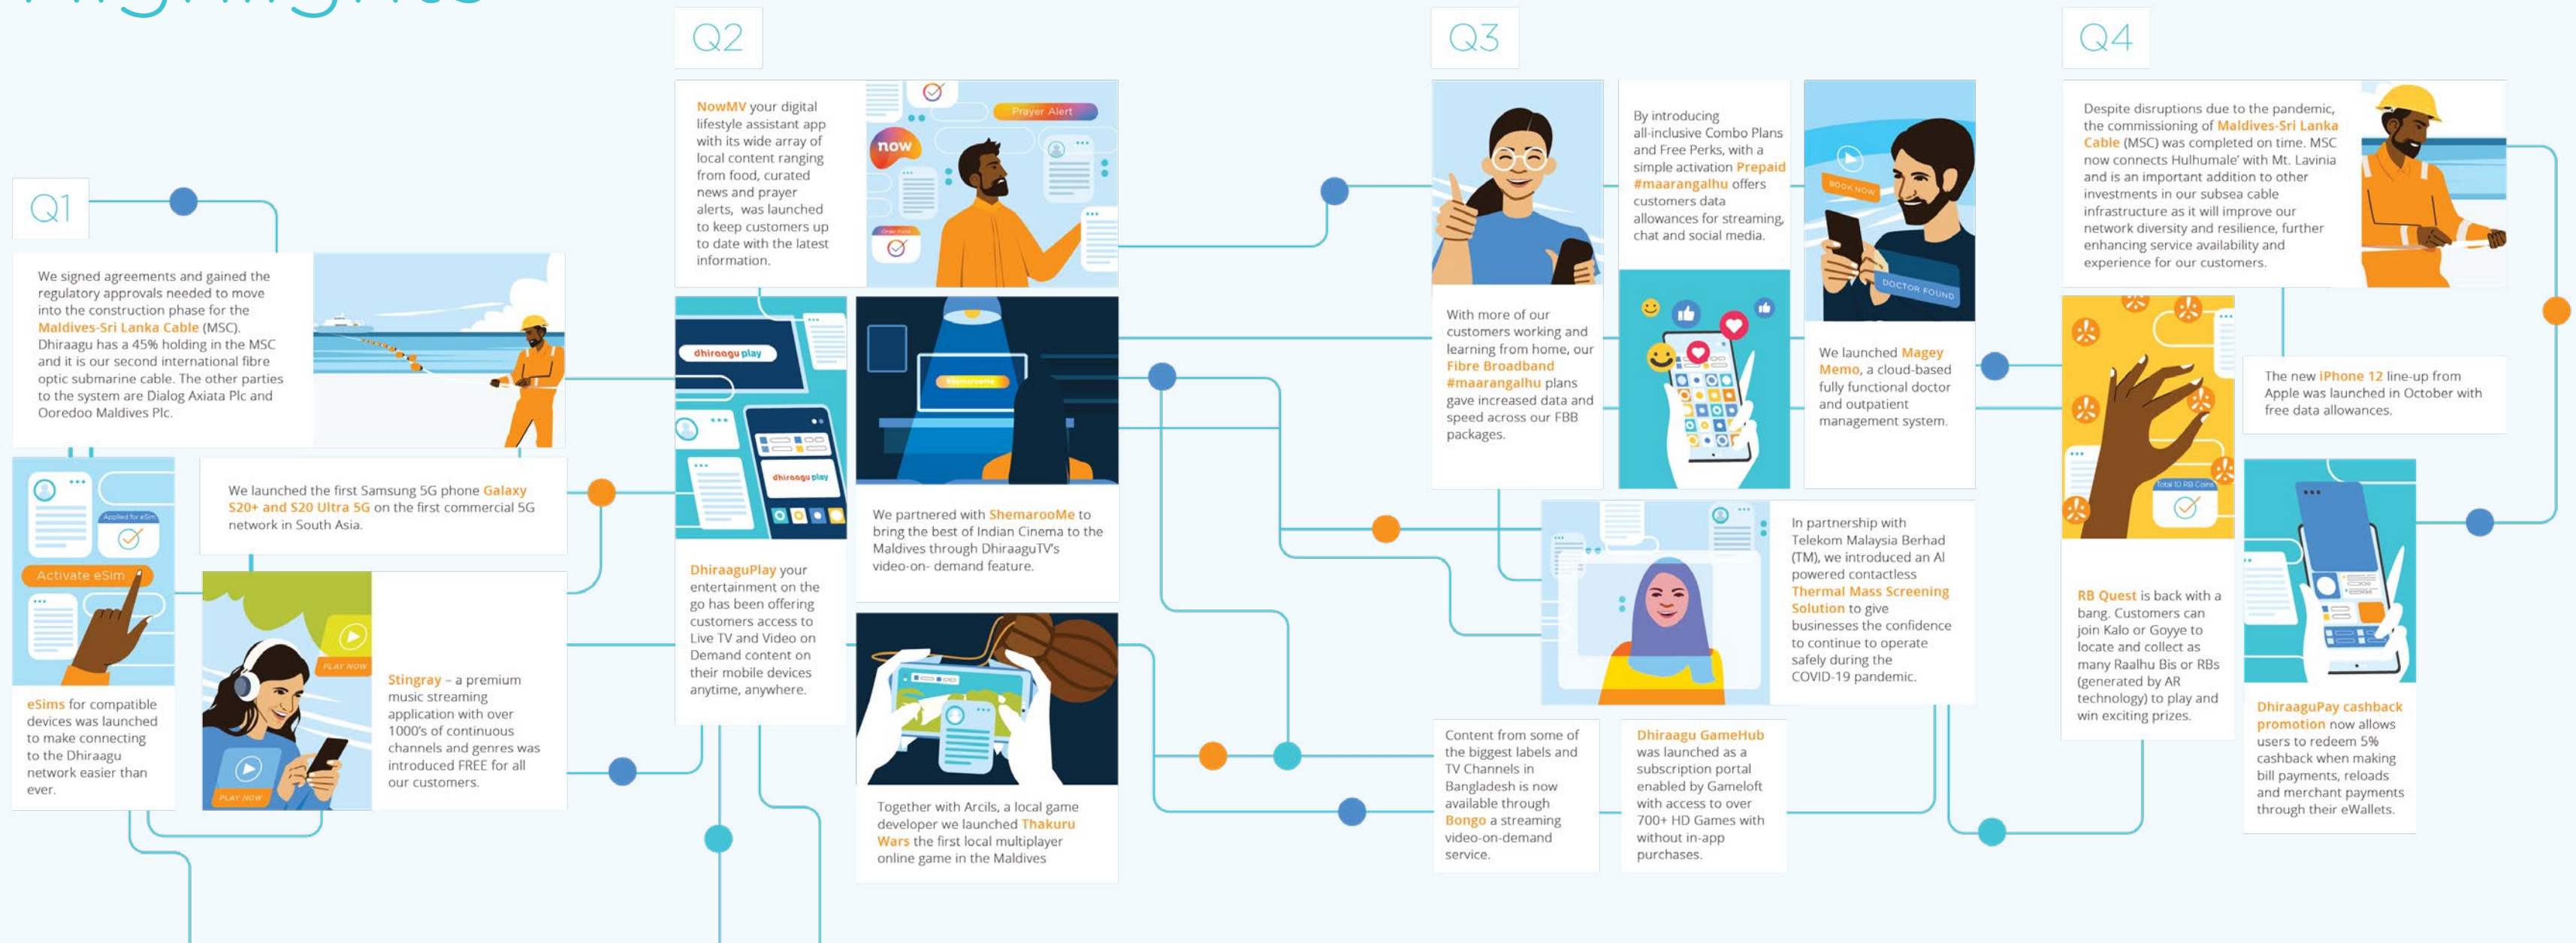 Highlights
Q1
We signed agreements and gained the
regulatory approvals needed to move
into the construction phase for the
Maldives-Sri Lanka Cable (MSC).
Dhiraagu has a 45% holding in the MSC
and it is our second international fibre
optic submarine cable. The other parties
to the system are Dialog Axiata Plc and
Ooredoo Maldives Plc.
Applied for eSim
Activate eSim
eSims for compatible
devices was launched
to make connecting
to the Dhiraagu
network easier than
ever.
We launched the first Samsung 5G phone Galaxy
S20+ and S20 Ultra 5G on the first commercial 5G
network in South Asia.
PLAY NOW
PLAY NOW
Stingray – a premium
music streaming
application with over
1000's of continuous
channels and genres was
introduced FREE for all
our customers.
Q2
NowMV your digital
lifestyle assistant app
with its wide array of
local content ranging
from food, curated
news and prayer
alerts, was launched
to keep customers up
to date with the latest
information.
Prayer Alert
now
Order Food
dhiraagu play
dhiraagu play
DhiraaguPlay your
entertainment on the
go has been offering
customers access to
Live TV and Video on
Demand content on
their mobile devices
anytime, anywhere.
ShemarooMe
We partnered with ShemarooMe to
bring the best of Indian Cinema to the
Maldives through DhiraaguTV's
video-on- demand feature.
Together with Arcils, a local game
developer we launched Thakuru
Wars the first local multiplayer
online game in the Maldives
Q3
With more of our
customers working and
learning from home, our
Fibre Broadband
#maarangalhu plans
gave increased data and
speed across our FBB
packages.
By introducing
all-inclusive Combo Plans
and Free Perks, with a
simple activation Prepaid
#maarangalhu offers
customers data
allowances for streaming,
chat and social media.
BOOK NOW
DOCTOR FOUND
We launched Magey
Memo, a cloud-based
fully functional doctor
and outpatient
management system.
In partnership with
Telekom Malaysia Berhad
(TM), we introduced an AI
powered contactless
Thermal Mass Screening
Solution to give
businesses the confidence
to continue to operate
safely during the
COVID-19 pandemic.
Content from some of
the biggest labels and
TV Channels in
Bangladesh is now
available through
Bongo a streaming
video-on-demand
service.
Dhiraagu GameHub
was launched as a
subscription portal
enabled by Gameloft
with access to over
700+ HD Games with
without in-app
purchases.
Q4
Despite disruptions due to the pandemic,
the commissioning of Maldives-Sri Lanka
Cable (MSC) was completed on time. MSC
now connects Hulhumale' with Mt. Lavinia
and is an important addition to other
investments in our subsea cable
infrastructure as it will improve our
network diversity and resilience, further
enhancing service availability and
experience for our customers.
Total 10 RB Coins
RB Quest is back with a
bang. Customers can
join Kalo or Goyye to
locate and collect as
many Raalhu Bis or RBs
(generated by AR
technology) to play and
win exciting prizes.
The new iPhone 12 line-up from
Apple was launched in October with
free data allowances.
DhiraaguPay cashback
promotion now allows
users to redeem 5%
cashback when making
bill payments, reloads
and merchant payments
through their eWallets.